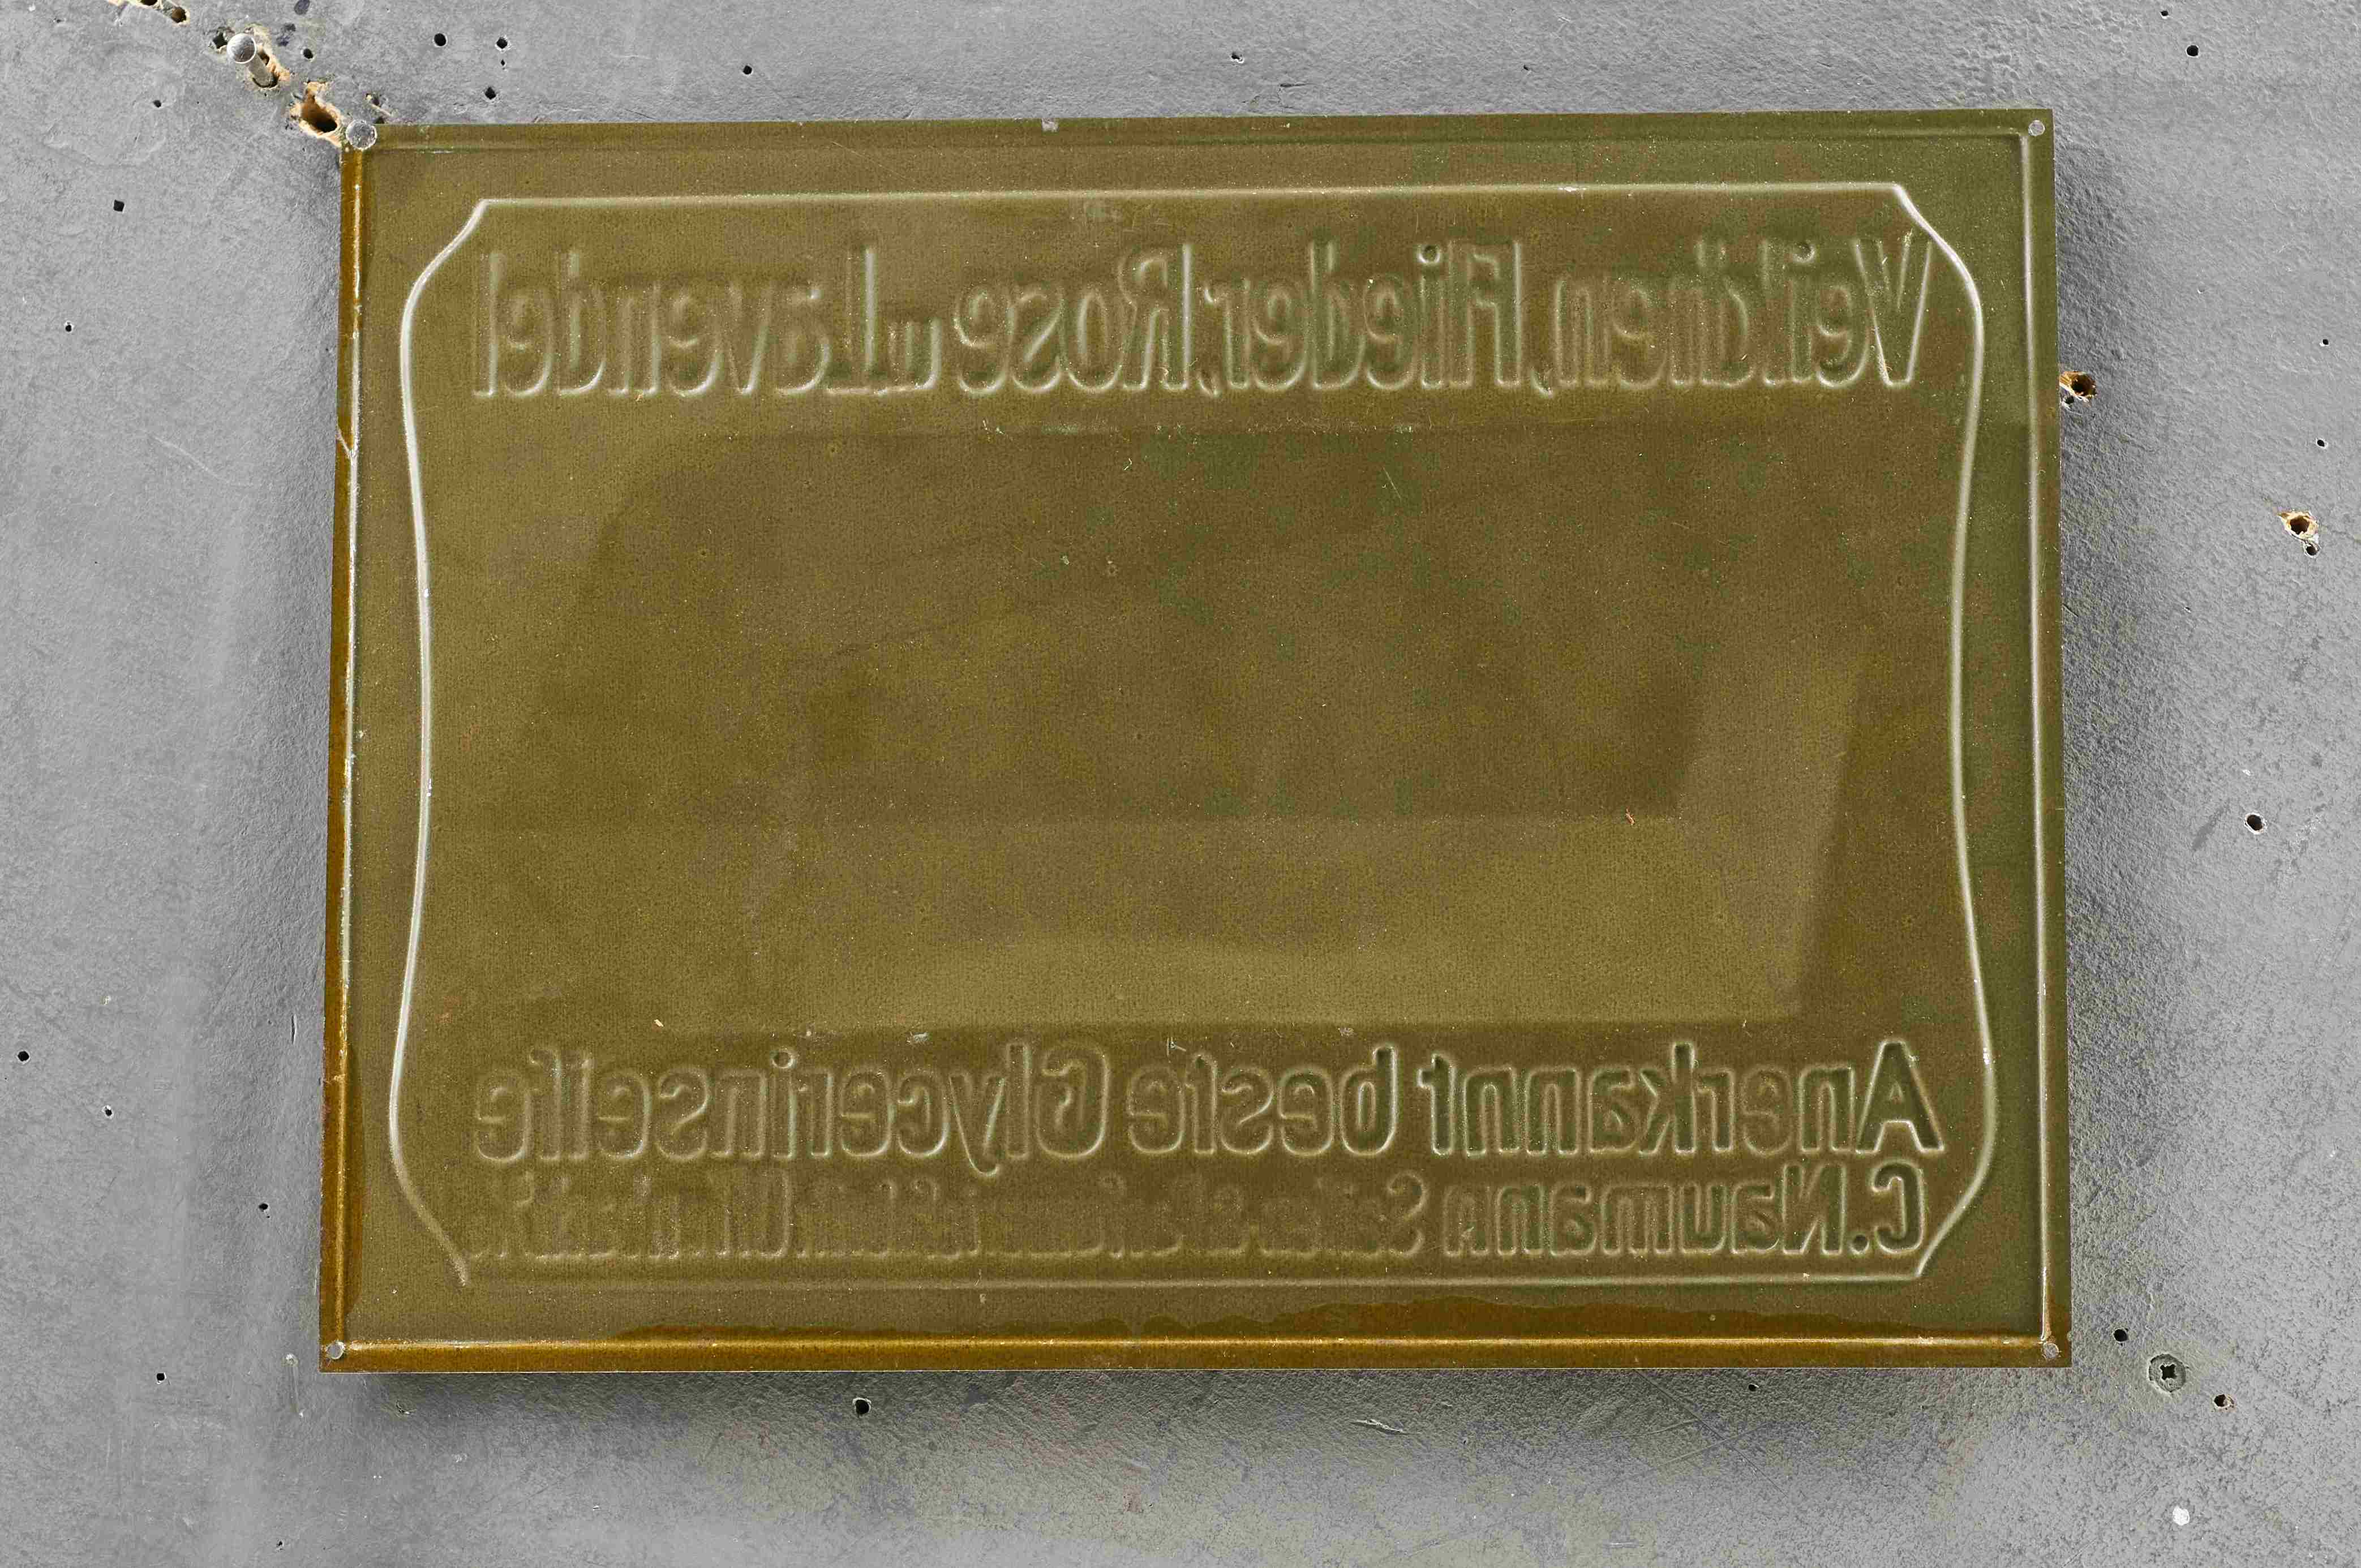 Veilchen, Flieder, Rose u. Lavendel
Anerkannt beste Glycerinseife
C. Naumann